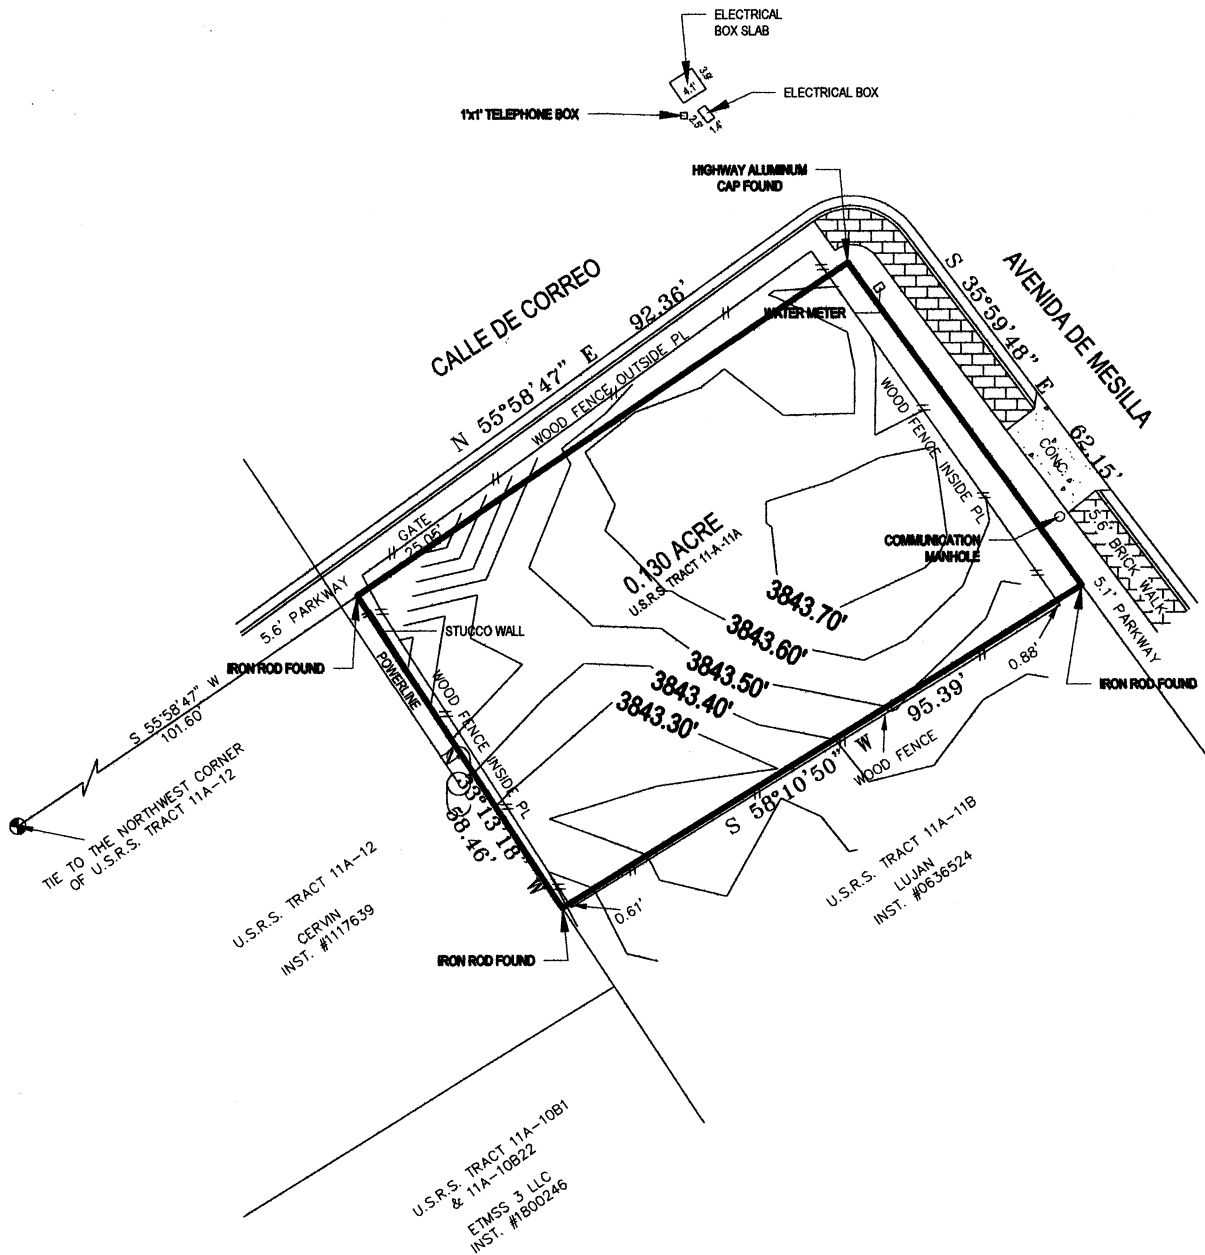 ELECTRICAL
BOX SLAB
3.9'
4.1'
ELECTRICAL BOX
1'x1' TELEPHONE BOX
2.5'
1.4'
HIGHWAY ALUMINUM
CAP FOUND
CALLE DE CORREO
AVENIDA DE MESILLA
N 55°58'47" E 92.36'
S 35°59'48" E 62.15'
WATER METER
WOOD FENCE OUTSIDE PL
WOOD FENCE INSIDE PL
CONC.
GATE
25.05'
0.130 ACRE
U.S.R.S. TRACT 11-A-11A
COMMUNICATION
MANHOLE
5.6' BRICK WALK
5.1' PARKWAY
5.6' PARKWAY
3843.70'
3843.60'
3843.50'
3843.40'
3843.30'
STUCCO WALL
IRON ROD FOUND
POWERLINE
WOOD FENCE INSIDE PL
0.88'
IRON ROD FOUND
S 55°58'47" W
101.60'
95.39'
S 58°10'50" W
WOOD FENCE
N 33°13'18" W
58.46'
TIE TO THE NORTHWEST CORNER
OF U.S.R.S. TRACT 11A-12
U.S.R.S. TRACT 11A-12
CERVIN
INST. #1117639
U.S.R.S. TRACT 11A-11B
LUJAN
INST. #0636524
0.61'
IRON ROD FOUND
U.S.R.S. TRACT 11A-10B1
& 11A-10B22
ETMSS 3 LLC
INST. #1800246